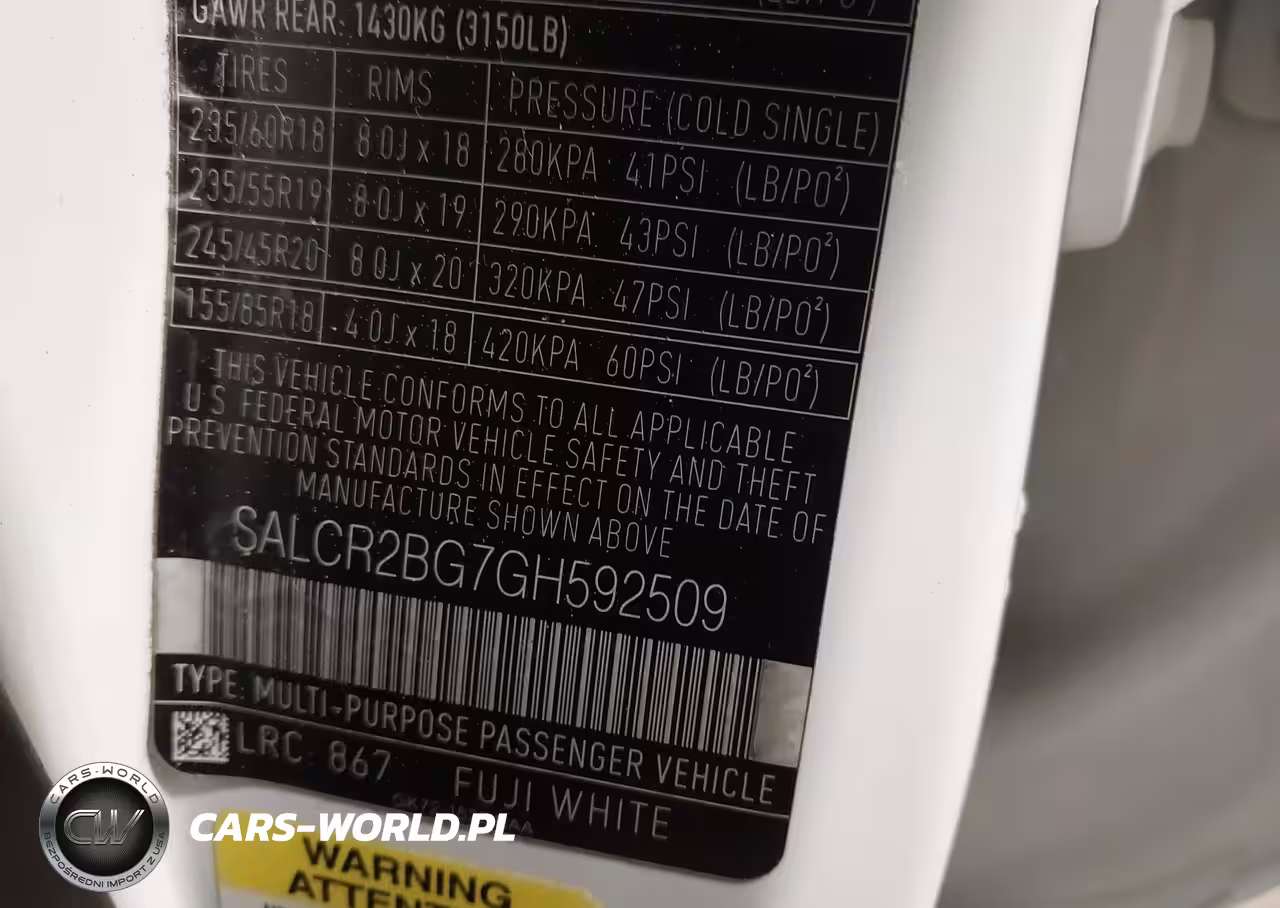 GAWR REAR: 1430KG (3150LB)
TIRES RIMS PRESSURE (COLD SINGLE)
235/60R18 8.0J x 18 280KPA 41PSI (LB/PO²)
235/55R19 8.0J x 19 290KPA 43PSI (LB/PO²)
245/45R20 8.0J x 20 320KPA 47PSI (LB/PO²)
155/85R18 4.0J x 18 420KPA 60PSI (LB/PO²)
THIS VEHICLE CONFORMS TO ALL APPLICABLE
U S FEDERAL MOTOR VEHICLE SAFETY AND THEFT
PREVENTION STANDARDS IN EFFECT ON THE DATE OF
MANUFACTURE SHOWN ABOVE
SALCR2BG7GH592509
TYPE: MULTI-PURPOSE PASSENGER VEHICLE
LRC: 867 FUJI WHITE
WARNING
CARS-WORLD
CW
BEZPOŚREDNI IMPORT Z USA
CARS-WORLD.PL